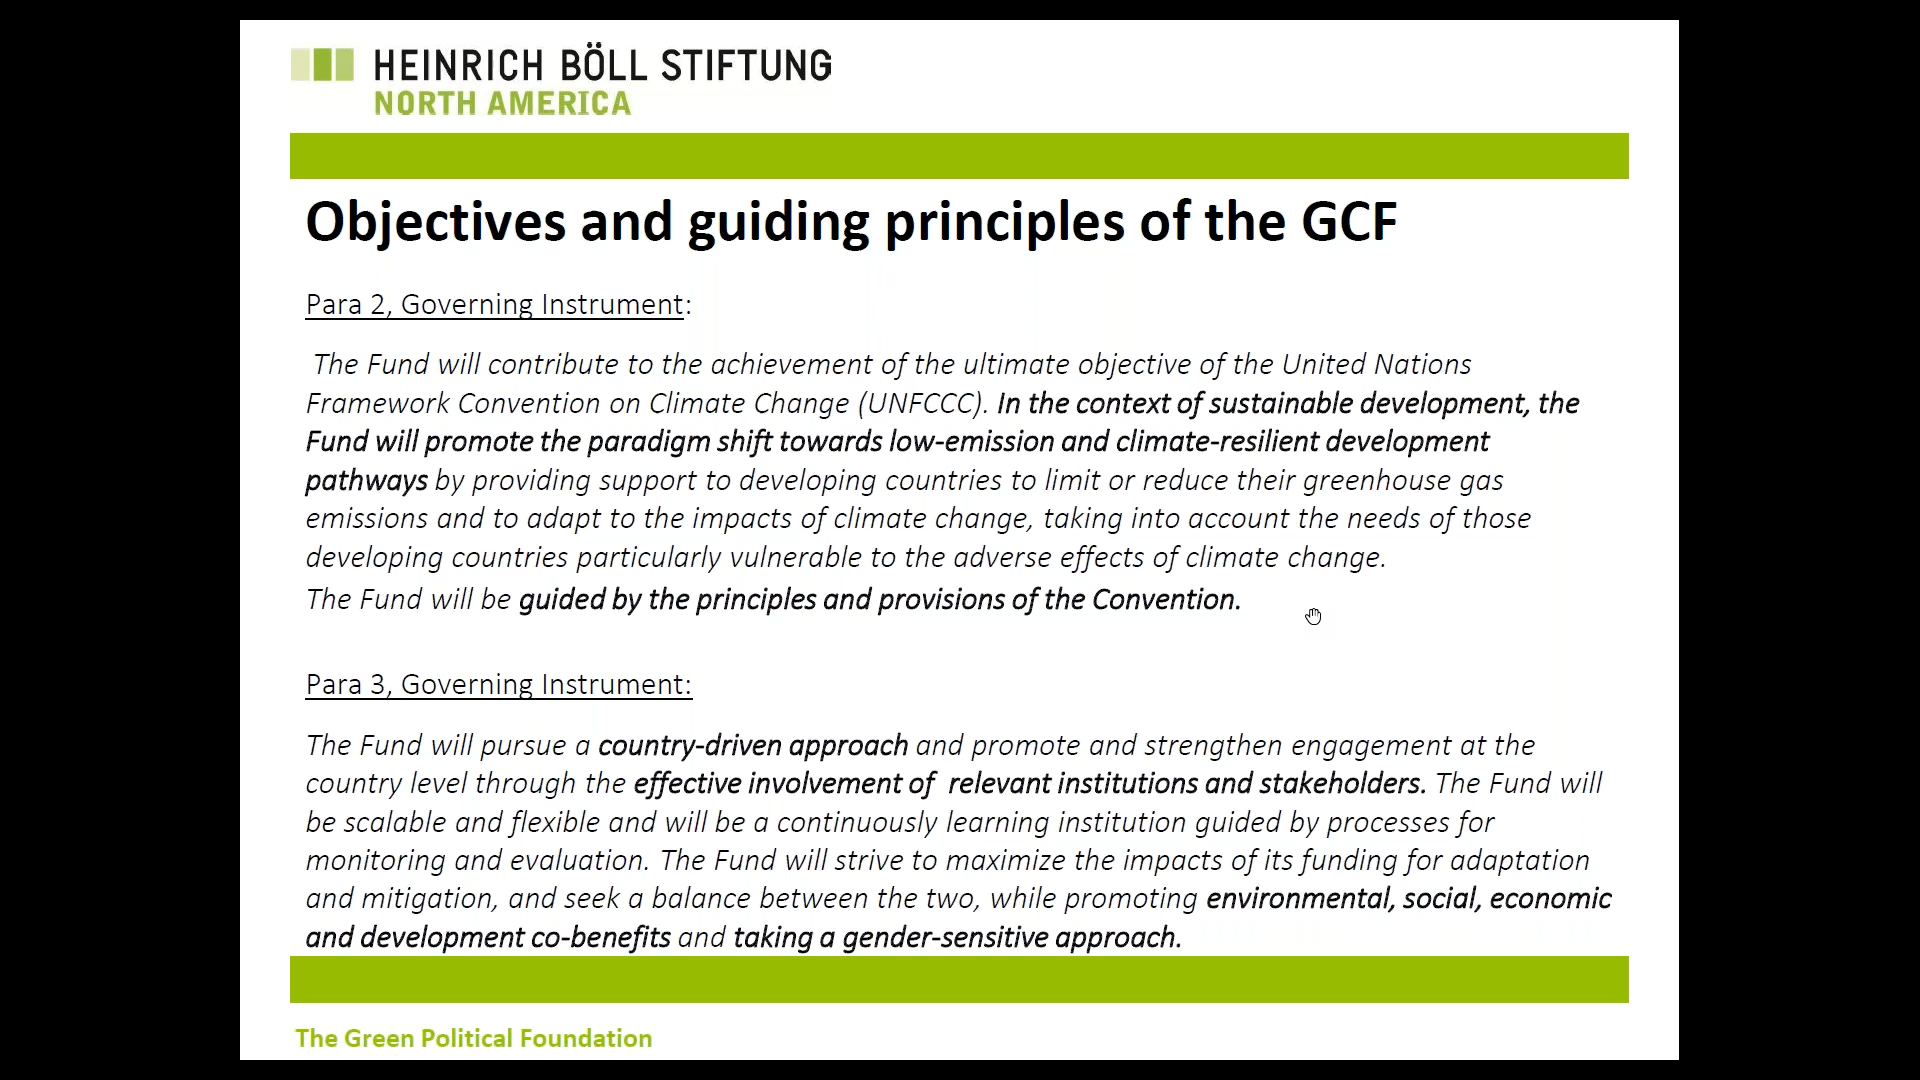 HEINRICH BÖLL STIFTUNG
NORTH AMERICA
Objectives and guiding principles of the GCF
Para 2, Governing Instrument:
The Fund will contribute to the achievement of the ultimate objective of the United Nations
Framework Convention on Climate Change (UNFCCC). In the context of sustainable development, the
Fund will promote the paradigm shift towards low-emission and climate-resilient development
pathways by providing support to developing countries to limit or reduce their greenhouse gas
emissions and to adapt to the impacts of climate change, taking into account the needs of those
developing countries particularly vulnerable to the adverse effects of climate change.
The Fund will be guided by the principles and provisions of the Convention.
Para 3, Governing Instrument:
The Fund will pursue a country-driven approach and promote and strengthen engagement at the
country level through the effective involvement of relevant institutions and stakeholders. The Fund will
be scalable and flexible and will be a continuously learning institution guided by processes for
monitoring and evaluation. The Fund will strive to maximize the impacts of its funding for adaptation
and mitigation, and seek a balance between the two, while promoting environmental, social, economic
and development co-benefits and taking a gender-sensitive approach.
The Green Political Foundation